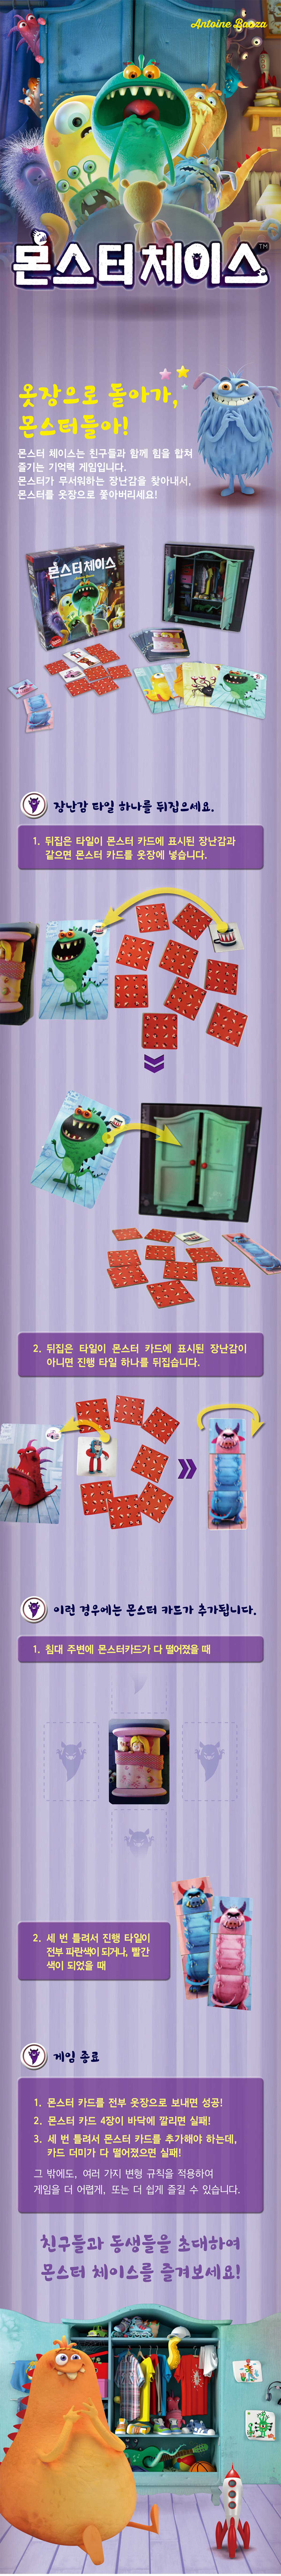 Antoine Bauza
몬스터 체이스 TM
옷장으로 돌아가,
몬스터들아!
몬스터 체이스는 친구들과 함께 힘을 합쳐
즐기는 기억력 게임입니다.
몬스터가 무서워하는 장난감을 찾아내서,
몬스터를 옷장으로 쫓아버리세요!
몬스터 체이스
장난감 타일 하나를 뒤집으세요.
1. 뒤집은 타일이 몬스터 카드에 표시된 장난감과
같으면 몬스터 카드를 옷장에 넣습니다.
2. 뒤집은 타일이 몬스터 카드에 표시된 장난감이
아니면 진행 타일 하나를 뒤집습니다.
이런 경우에는 몬스터 카드가 추가됩니다.
1. 침대 주변에 몬스터카드가 다 떨어졌을 때
2. 세 번 틀려서 진행 타일이
전부 파란색이 되거나, 빨간
색이 되었을 때
게임 종료
1. 몬스터 카드를 전부 옷장으로 보내면 성공!
2. 몬스터 카드 4장이 바닥에 깔리면 실패!
3. 세 번 틀려서 몬스터 카드를 추가해야 하는데,
카드 더미가 다 떨어졌으면 실패!
그 밖에도, 여러 가지 변형 규칙을 적용하여
게임을 더 어렵게, 또는 더 쉽게 즐길 수 있습니다.
친구들과 동생들을 초대하여
몬스터 체이스를 즐겨보세요!